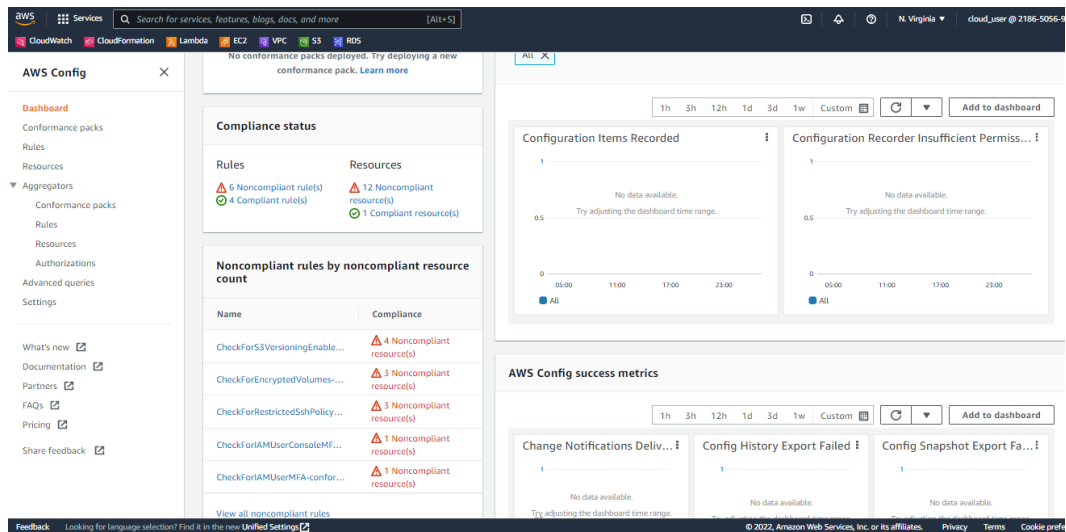 aws
Services
Search for services, features, blogs, docs, and more
[Alt+S]
N. Virginia ▼
cloud_user @ 2186-5056-9
CloudWatch
CloudFormation
Lambda
EC2
VPC
S3
RDS
AWS Config
Dashboard
Conformance packs
Rules
Resources
Aggregators
Conformance packs
Rules
Resources
Authorizations
Advanced queries
Settings
What's new
Documentation
Partners
FAQs
Pricing
Share feedback
No conformance packs deployed. Try deploying a new
conformance pack. Learn more
Compliance status
Rules
6 Noncompliant rule(s)
4 Compliant rule(s)
Resources
12 Noncompliant
resource(s)
1 Compliant resource(s)
Noncompliant rules by noncompliant resource
count
Name Compliance
CheckForS3VersioningEnable... 4 Noncompliant
resource(s)
CheckForEncryptedVolumes-... 3 Noncompliant
resource(s)
CheckForRestrictedSshPolicy... 3 Noncompliant
resource(s)
CheckForIAMUserConsoleMF... 1 Noncompliant
resource(s)
CheckForIAMUserMFA-confor... 1 Noncompliant
resource(s)
View all noncompliant rules
All
1h 3h 12h 1d 3d 1w Custom
Add to dashboard
Configuration Items Recorded
1
No data available.
Try adjusting the dashboard time range.
0.5
0
05:00 11:00 17:00 23:00
All
Configuration Recorder Insufficient Permiss...
1
No data available.
Try adjusting the dashboard time range.
0.5
0
05:00 11:00 17:00 23:00
All
AWS Config success metrics
1h 3h 12h 1d 3d 1w Custom
Add to dashboard
Change Notifications Deliv...
1
No data available.
Try adjusting the dashboard time range.
Config History Export Failed
1
No data available.
Config Snapshot Export Fa...
1
No data available.
Feedback
Looking for language selection? Find it in the new Unified Settings
© 2022, Amazon Web Services, Inc. or its affiliates.
Privacy
Terms
Cookie prefe